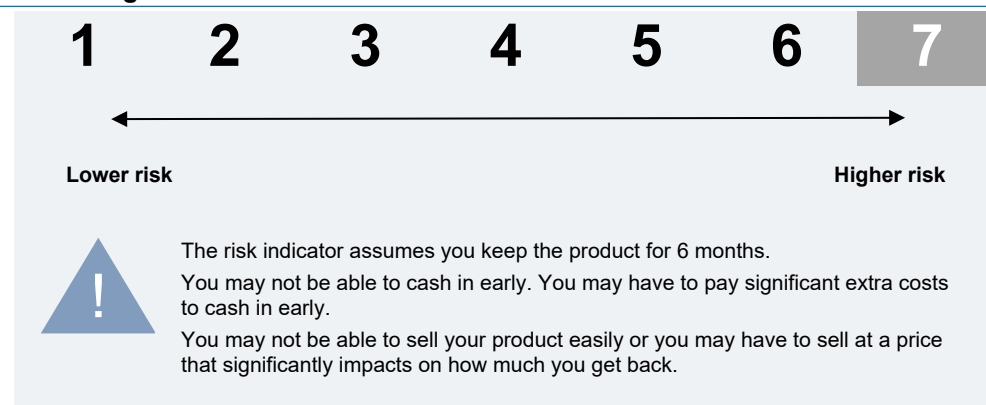 1 2 3 4 5 6 7
Lower risk Higher risk
!
The risk indicator assumes you keep the product for 6 months.
You may not be able to cash in early. You may have to pay significant extra costs
to cash in early.
You may not be able to sell your product easily or you may have to sell at a price
that significantly impacts on how much you get back.